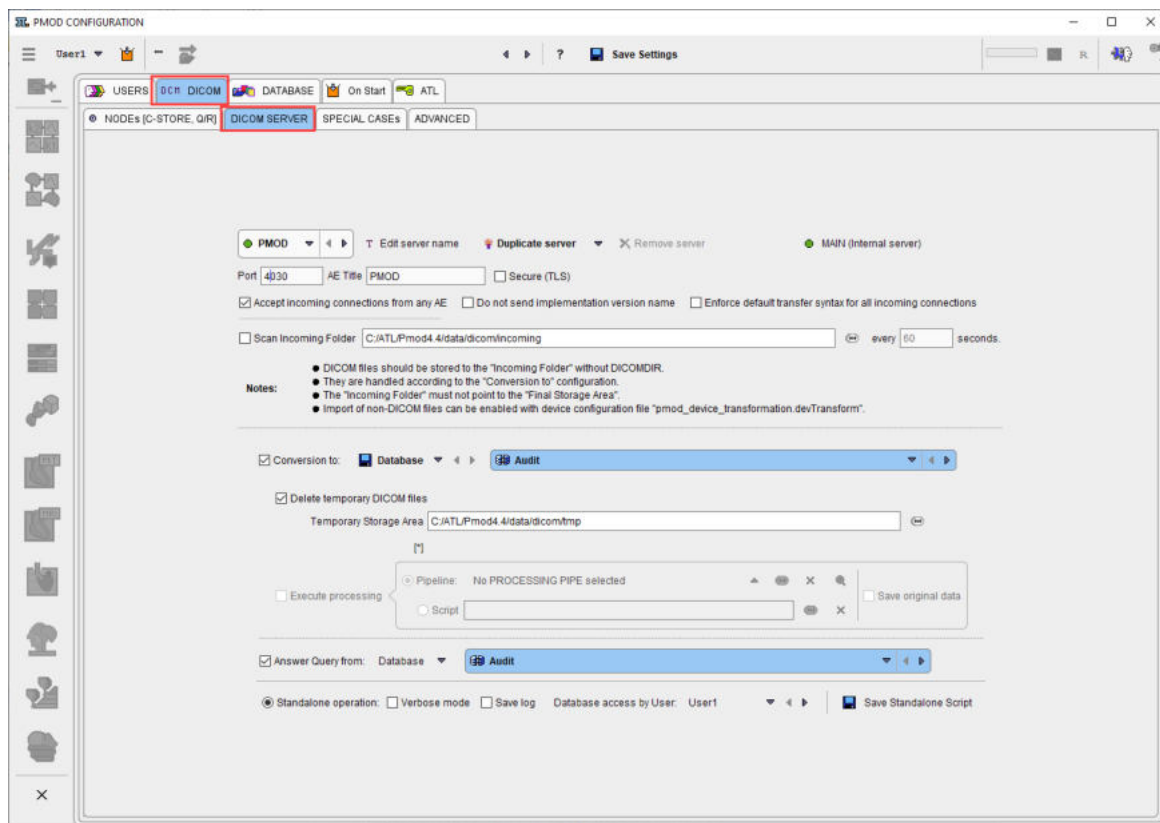 PMOD CONFIGURATION
User1 ? Save Settings R
USERS DCM DICOM DATABASE On Start ATL
NODEs [C-STORE, Q/R] DICOM SERVER SPECIAL CASEs ADVANCED
PMOD T Edit server name Duplicate server Remove server MAIN (Internal server)
Port 4030 AE Title PMOD Secure (TLS)
Accept incoming connections from any AE Do not send implementation version name Enforce default transfer syntax for all incoming connections
Scan Incoming Folder C:/ATL/Pmod4.4/data/dicom/incoming every 60 seconds.
● DICOM files should be stored to the "Incoming Folder" without DICOMDIR.
● They are handled according to the "Conversion to" configuration.
Notes:
● The "Incoming Folder" must not point to the "Final Storage Area".
● Import of non-DICOM files can be enabled with device configuration file "pmod_device_transformation.devTransform".
Conversion to: Database Audit
Delete temporary DICOM files
Temporary Storage Area C:/ATL/Pmod4.4/data/dicom/tmp
[*]
Pipeline: No PROCESSING PIPE selected
Execute processing Save original data
Script
Answer Query from: Database Audit
Standalone operation: Verbose mode Save log Database access by User: User1 Save Standalone Script